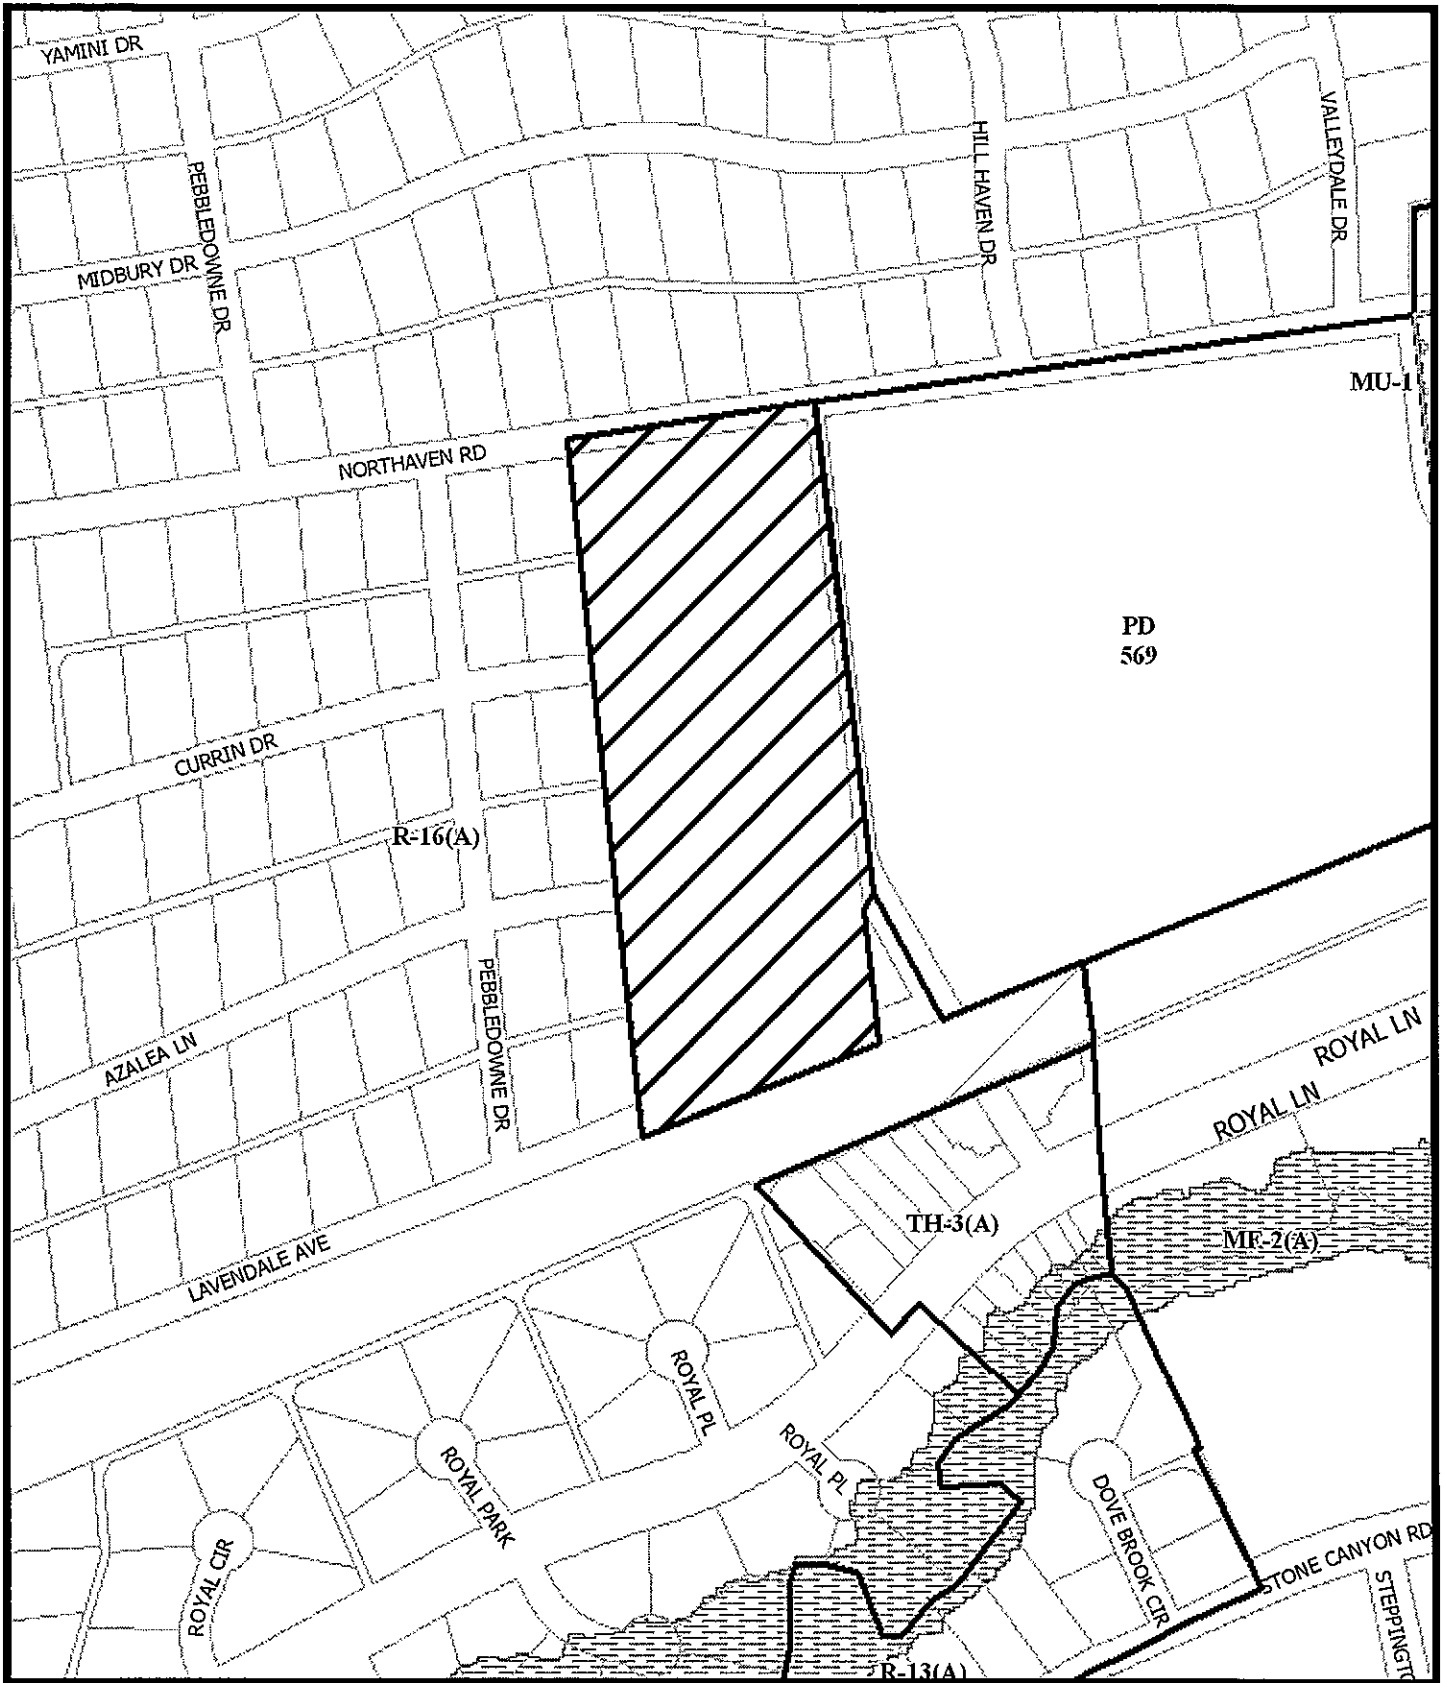 YAMINI DR
PEBBLEDOWNE DR
HILL HAVEN DR
VALLEYDALE DR
MIDBURY DR
MU-1
NORTHAVEN RD
PD
569
CURRIN DR
R-16(A)
PEBBLEDOWNE DR
AZALEA LN
ROYAL LN
ROYAL LN
TH-3(A)
MF-2(A)
LAVENDALE AVE
ROYAL PL
ROYAL PL
ROYAL PARK
DOVE BROOK CIR
ROYAL CIR
STONE CANYON RD
STEPPINGTO
R-13(A)